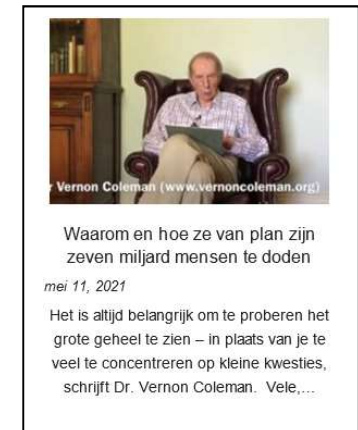 r Vernon Coleman (www.vernoncoleman.org)
Waarom en hoe ze van plan zijn
zeven miljard mensen te doden
mei 11, 2021
Het is altijd belangrijk om te proberen het
grote geheel te zien – in plaats van je te
veel te concentreren op kleine kwesties,
schrijft Dr. Vernon Coleman.  Vele,...